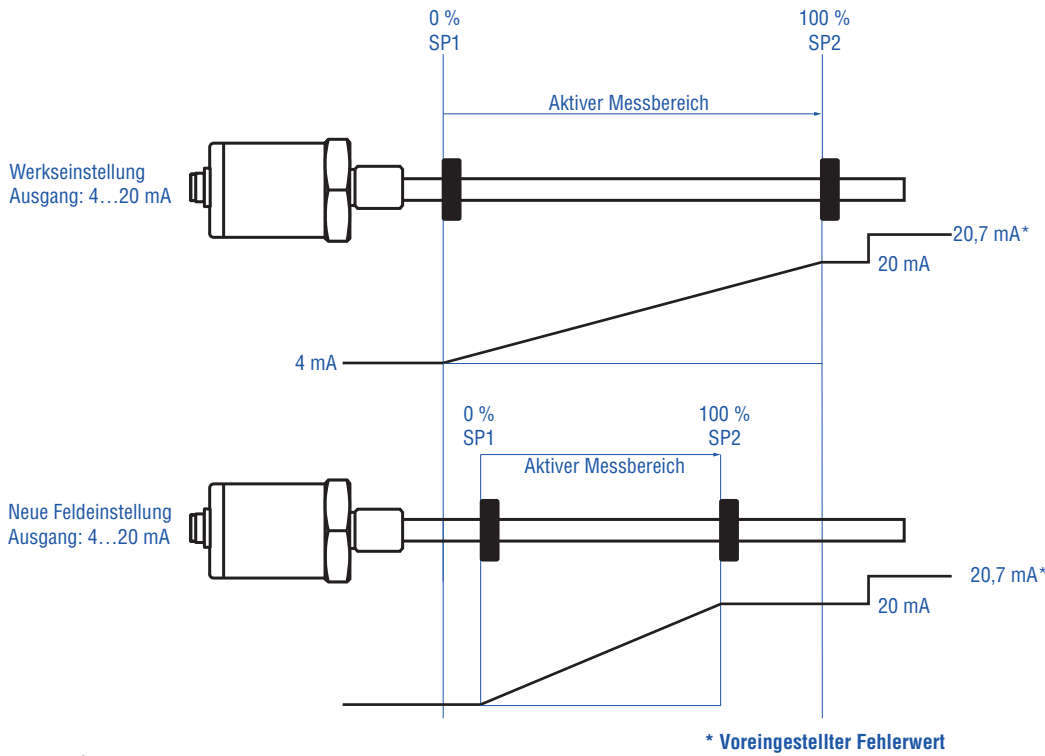 0 %
SP1
100 %
SP2
Aktiver Messbereich
Werkseinstellung
Ausgang: 4…20 mA
20,7 mA*
20 mA
4 mA
0 %
SP1
100 %
SP2
Aktiver Messbereich
Neue Feldeinstellung
Ausgang: 4…20 mA
20,7 mA*
20 mA
* Voreingestellter Fehlerwert